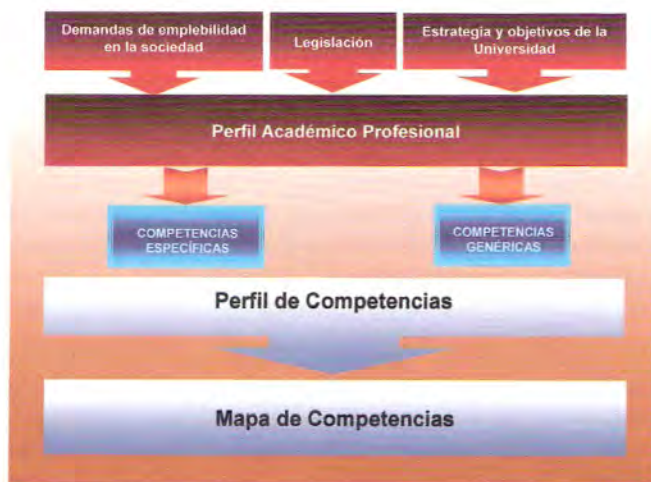 Demandas de emplebilidad
en la sociedad
Legislación
Estrategia y objetivos de la
Universidad
Perfil Académico Profesional
COMPETENCIAS
ESPECÍFICAS
COMPETENCIAS
GENÉRICAS
Perfil de Competencias
Mapa de Competencias